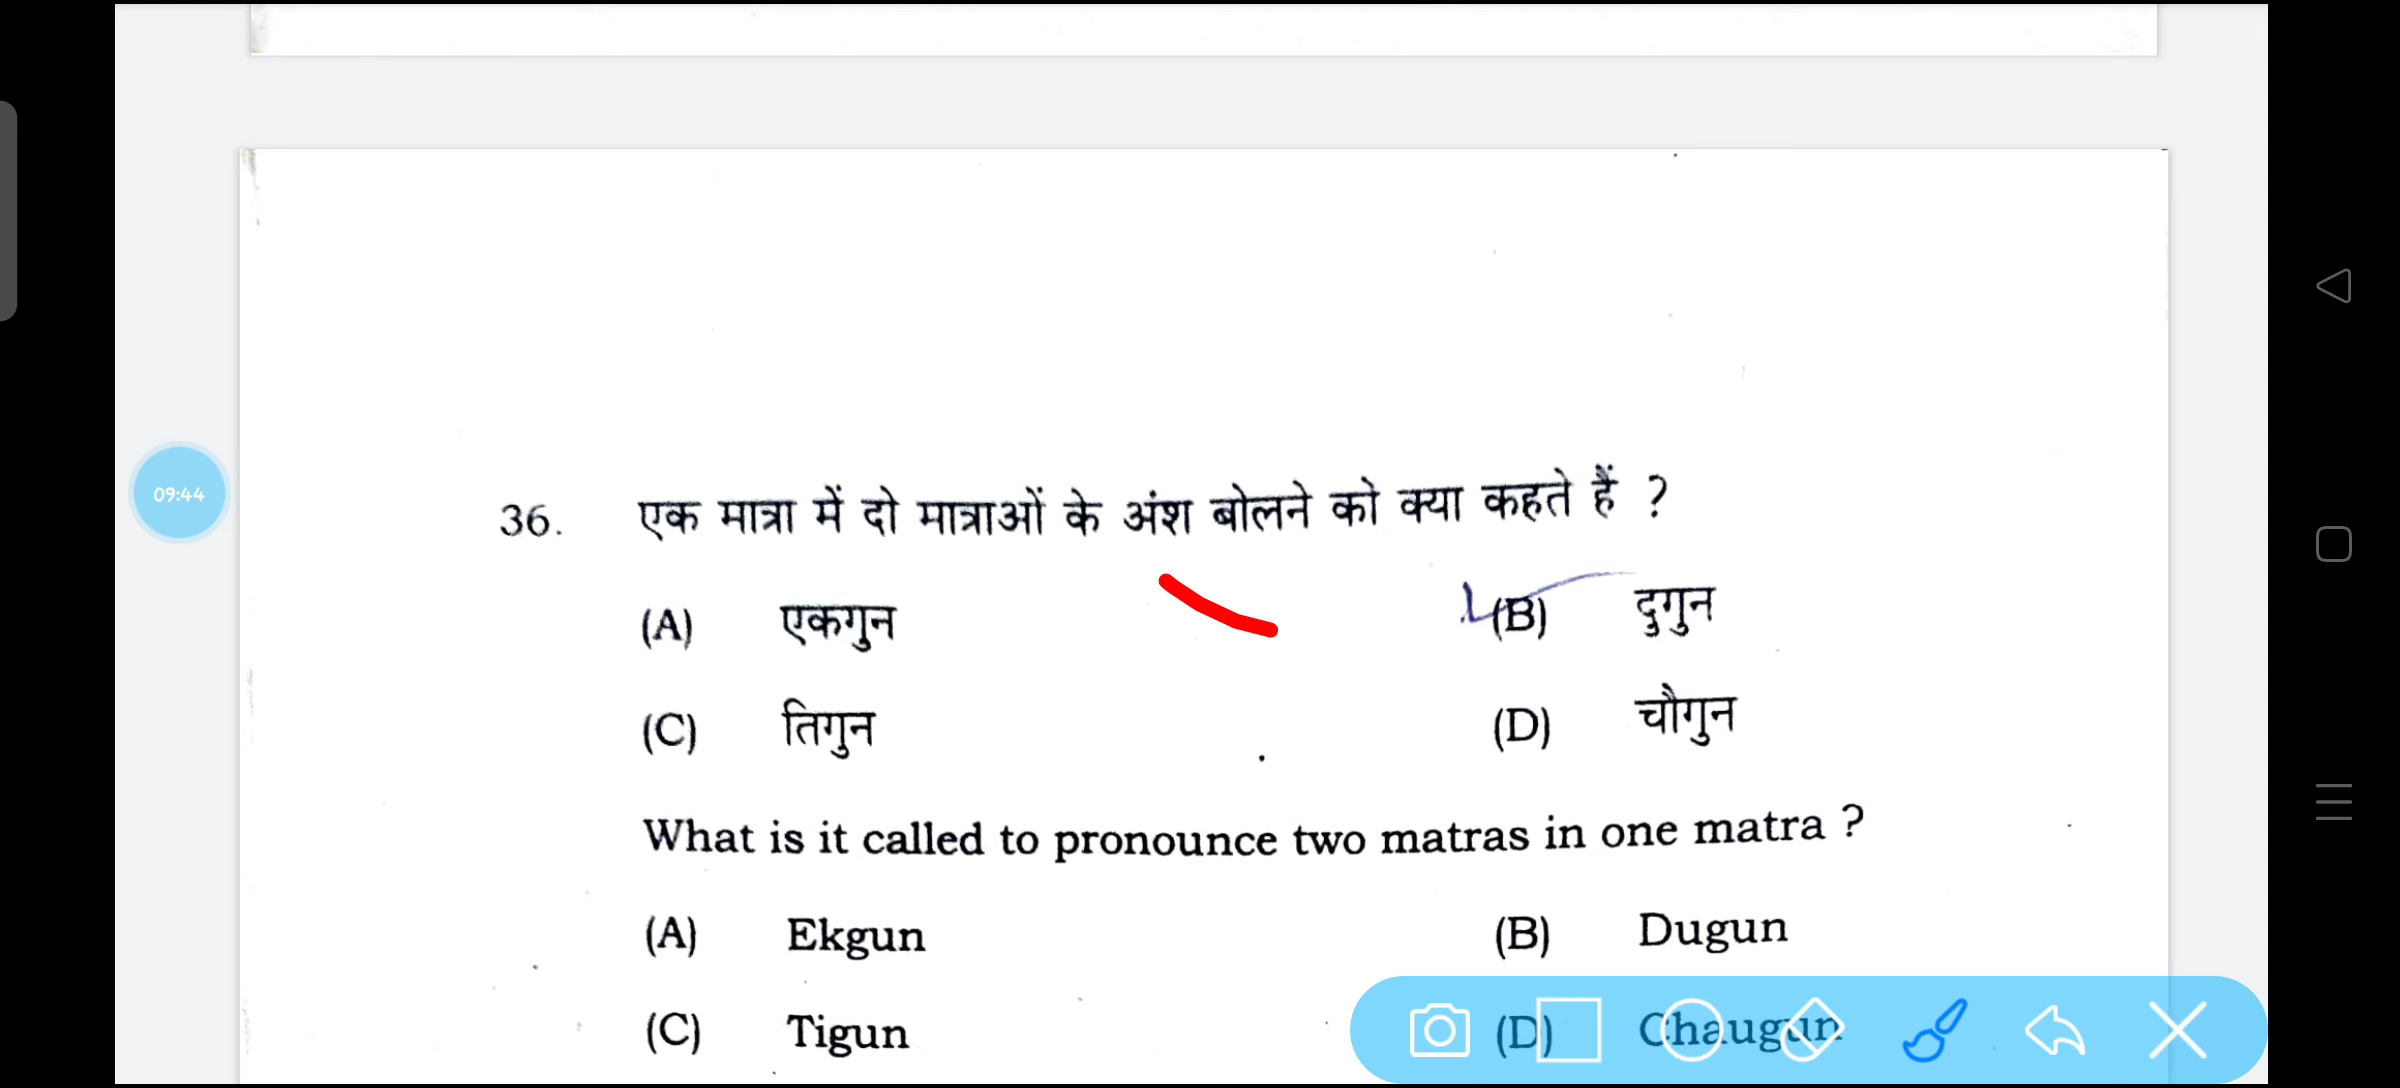 09:44
36. एक मात्रा में दो मात्राओं के अंश बोलने को क्या कहते हैं ?
(A) एकगुन (B) दुगुन
(C) तिगुन (D) चौगुन
What is it called to pronounce two matras in one matra ?
(A) Ekgun (B) Dugun
(C) Tigun (D) Chaugun